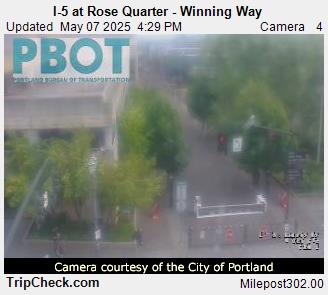 I-5 at Rose Quarter - Winning Way
Updated May 07 2025 4:29 PM Camera 4
PBOT
PORTLAND BUREAU OF TRANSPORTATION
Camera courtesy of the City of Portland
TripCheck.com Milepost302.00